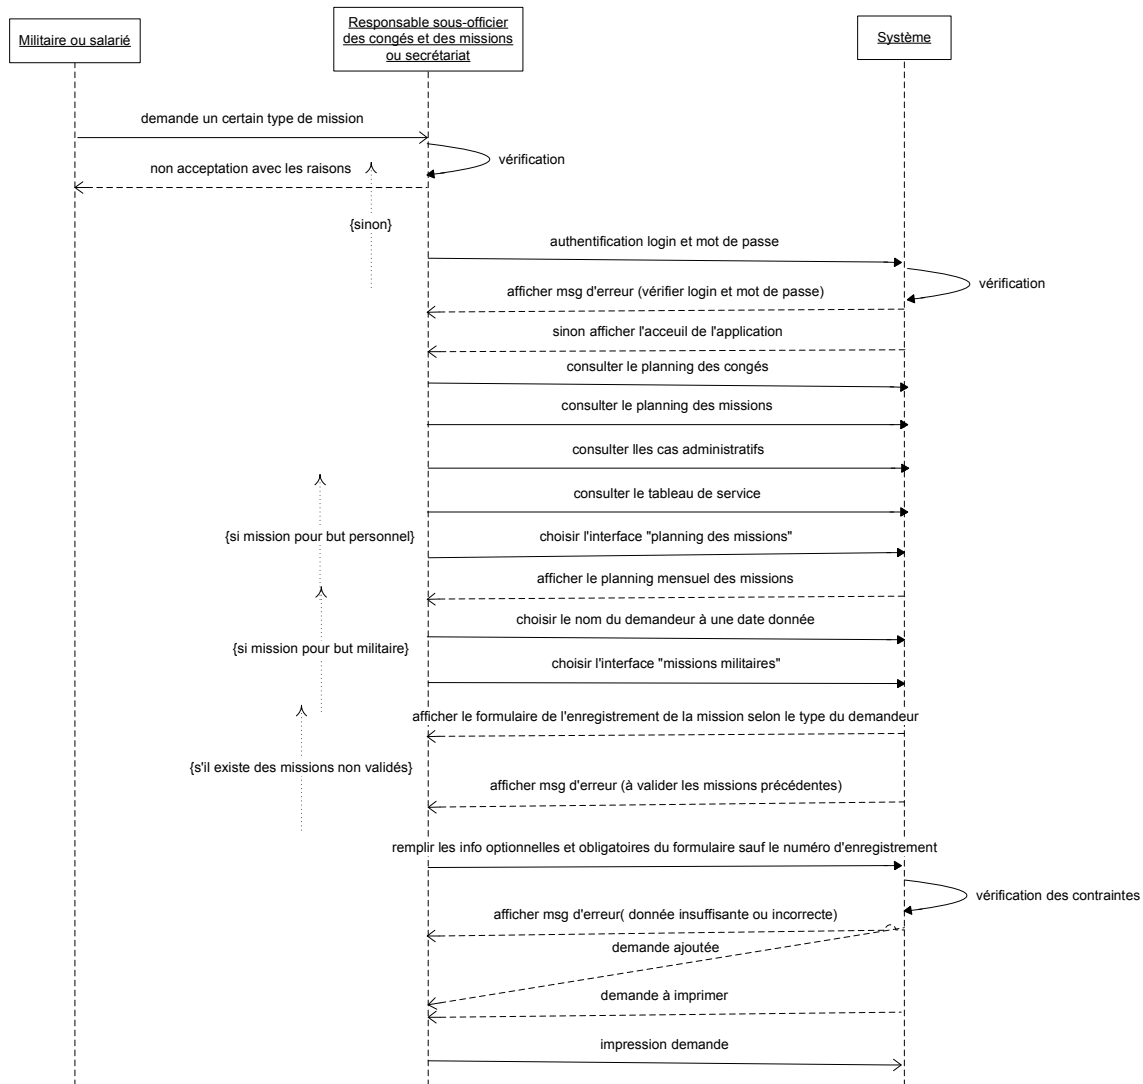 Militaire ou salarié
Responsable sous-officier
des congés et des missions
ou secrétariat
Système
demande un certain type de mission
vérification
non acceptation avec les raisons
{sinon}
authentification login et mot de passe
vérification
afficher msg d'erreur (vérifier login et mot de passe)
sinon afficher l'acceuil de l'application
consulter le planning des congés
consulter le planning des missions
consulter lles cas administratifs
consulter le tableau de service
{si mission pour but personnel}
choisir l'interface "planning des missions"
afficher le planning mensuel des missions
choisir le nom du demandeur à une date donnée
{si mission pour but militaire}
choisir l'interface "missions militaires"
afficher le formulaire de l'enregistrement de la mission selon le type du demandeur
{s'il existe des missions non validés}
afficher msg d'erreur (à valider les missions précédentes)
remplir les info optionnelles et obligatoires du formulaire sauf le numéro d'enregistrement
vérification des contraintes
afficher msg d'erreur( donnée insuffisante ou incorrecte)
demande ajoutée
demande à imprimer
impression demande